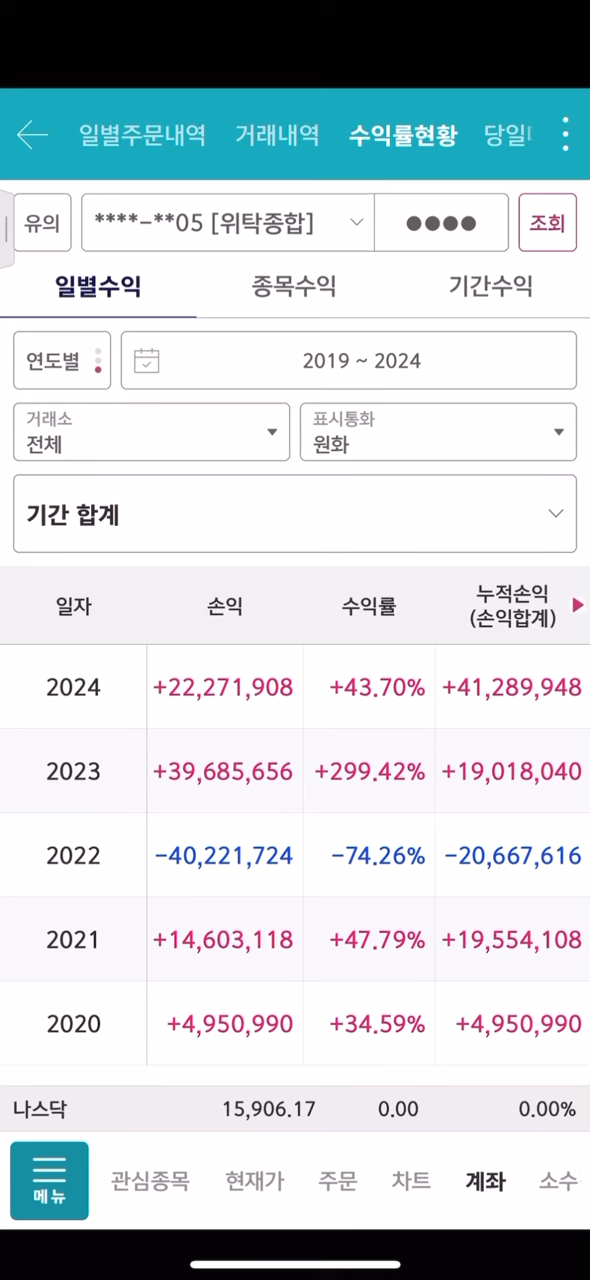 일별주문내역 거래내역 수익률현황 당일
유의 ****-**05 [위탁종합] ●●●● 조회
일별수익 종목수익 기간수익
연도별 2019 ~ 2024
거래소 표시통화
전체 원화
기간 합계
일자 손익 수익률 누적손익
(손익합계)
2024 +22,271,908 +43.70% +41,289,948
2023 +39,685,656 +299.42% +19,018,040
2022 -40,221,724 -74.26% -20,667,616
2021 +14,603,118 +47.79% +19,554,108
2020 +4,950,990 +34.59% +4,950,990
나스닥 15,906.17 0.00 0.00%
메뉴 관심종목 현재가 주문 차트 계좌 소수